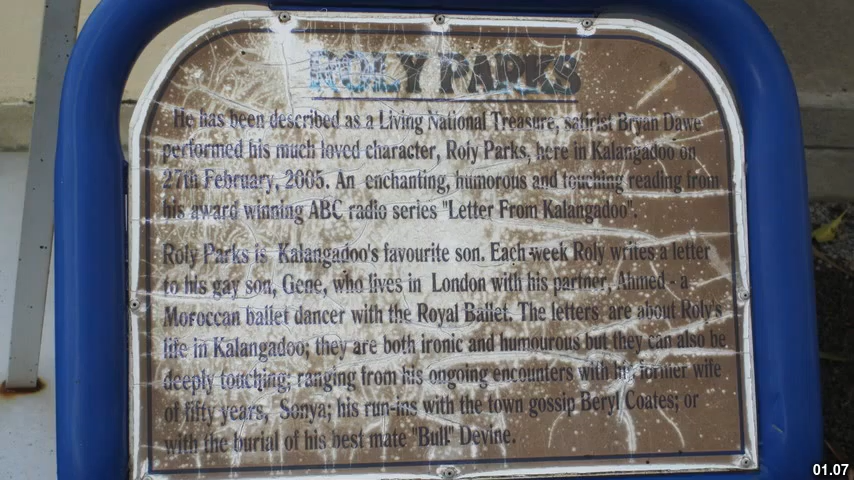 ROLY PARKS
He has been described as a Living National Treasure, satirist Bryan Dawe
performed his much loved character, Roly Parks, here in Kalangadoo on
27th February, 2005. An enchanting, humorous and touching reading from
his award winning ABC radio series "Letter From Kalangadoo".
Roly Parks is Kalangadoo's favourite son. Each week Roly writes a letter
to his gay son, Gene, who lives in London with his partner, Ahmed - a
Moroccan ballet dancer with the Royal Ballet. The letters are about Roly's
life in Kalangadoo; they are both ironic and humourous but they can also be
deeply touching; ranging from his ongoing encounters with his former wife
of fifty years, Sonya; his run-ins with the town gossip Beryl Coates; or
with the burial of his best mate "Bull" Devine.
01.07